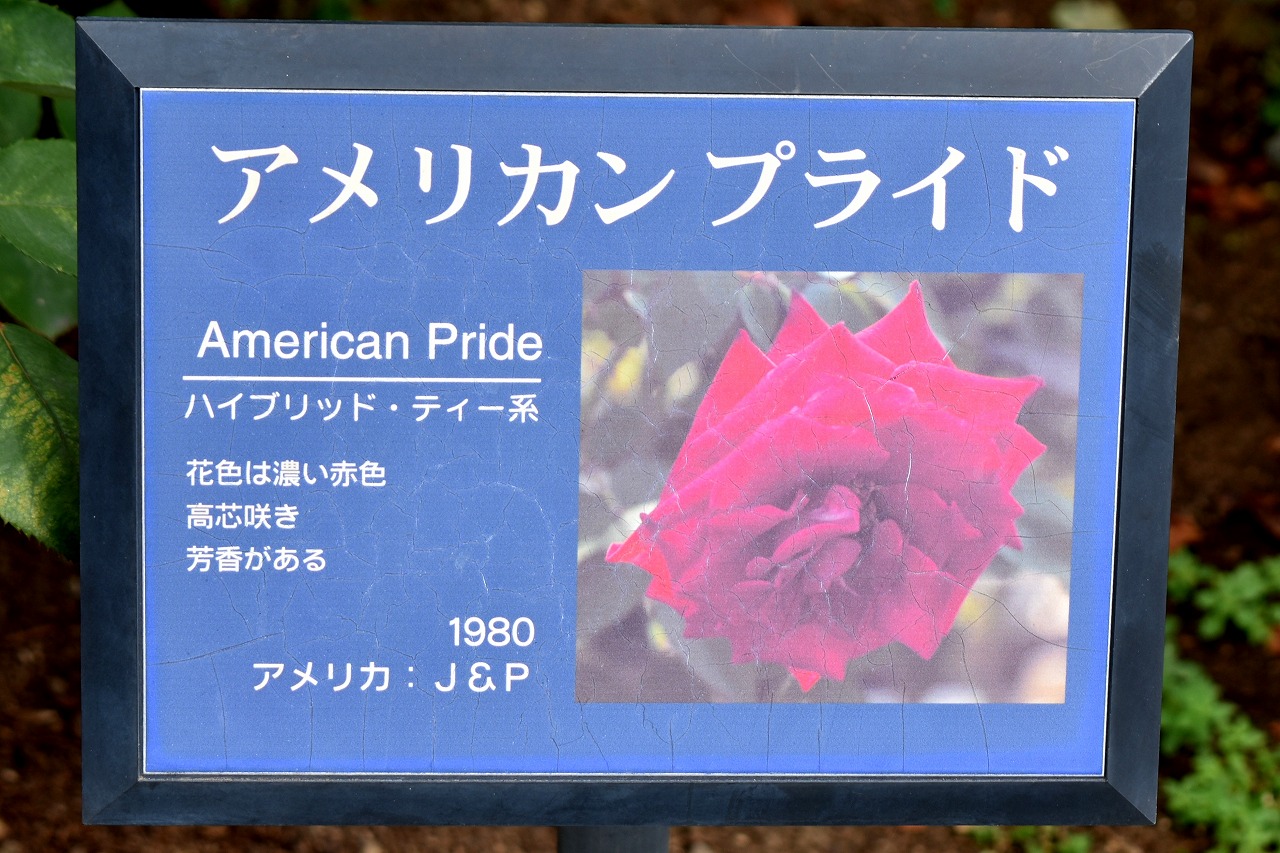 アメリカン プライド
American Pride
ハイブリッド・ティー系
花色は濃い赤色
高芯咲き
芳香がある
1980
アメリカ：Ｊ＆Ｐ